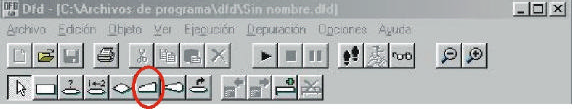 Dfd - [C:\Archivos de programa\dfd\Sin nombre.dfd]
Archivo Edición Objeto Ver Ejecución Depuración Opciones Ayuda